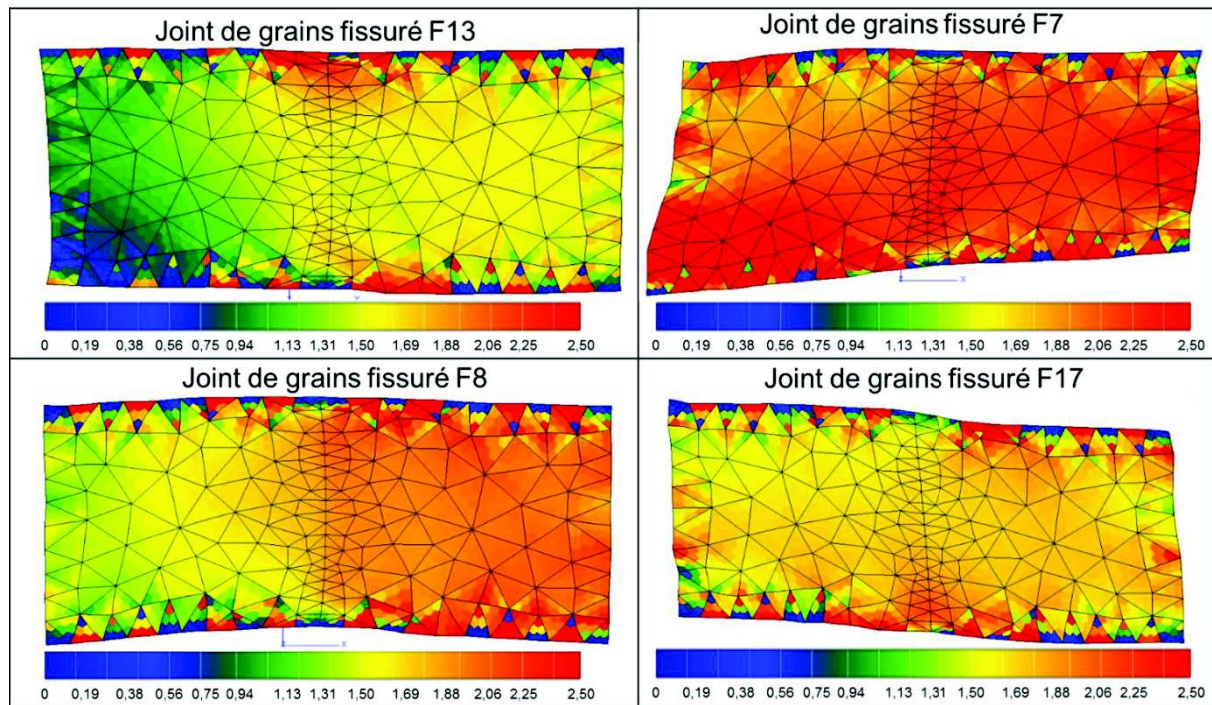 Joint de grains fissuré F13
0 0,19 0,38 0,56 0,75 0,94 1,13 1,31 1,50 1,69 1,88 2,06 2,25 2,50
Joint de grains fissuré F7
x
0 0,19 0,38 0,56 0,75 0,94 1,13 1,31 1,50 1,69 1,88 2,06 2,25 2,50
Joint de grains fissuré F8
x
0 0,19 0,38 0,56 0,75 0,94 1,13 1,31 1,50 1,69 1,88 2,06 2,25 2,50
Joint de grains fissuré F17
0 0,19 0,38 0,56 0,75 0,94 1,13 1,31 1,50 1,69 1,88 2,06 2,25 2,50